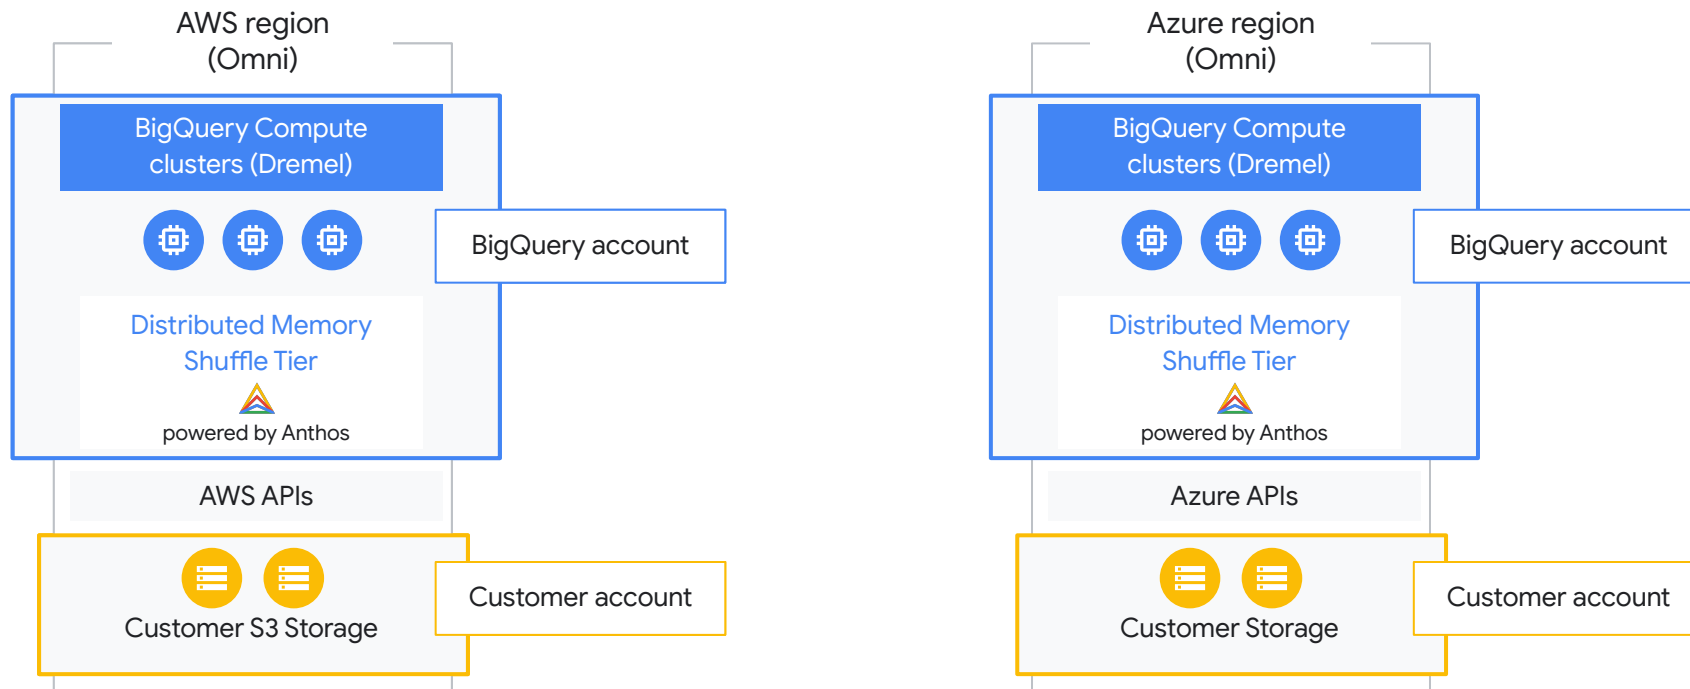 AWS region
(Omni)
BigQuery Compute
clusters (Dremel)
BigQuery account
Distributed Memory
Shuffle Tier
powered by Anthos
AWS APIs
Customer account
Customer S3 Storage
Azure region
(Omni)
BigQuery Compute
clusters (Dremel)
BigQuery account
Distributed Memory
Shuffle Tier
powered by Anthos
Azure APIs
Customer account
Customer Storage